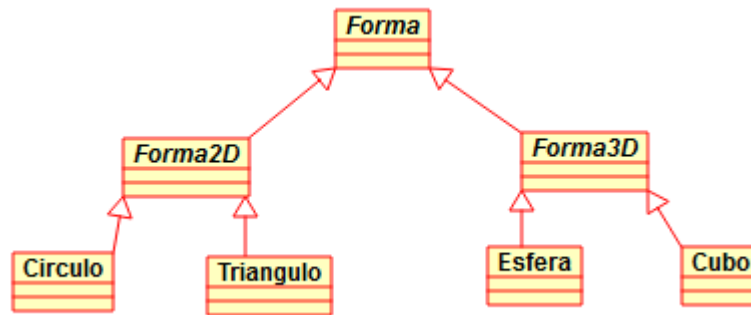 Forma
Forma2D
Forma3D
Circulo
Triangulo
Esfera
Cubo